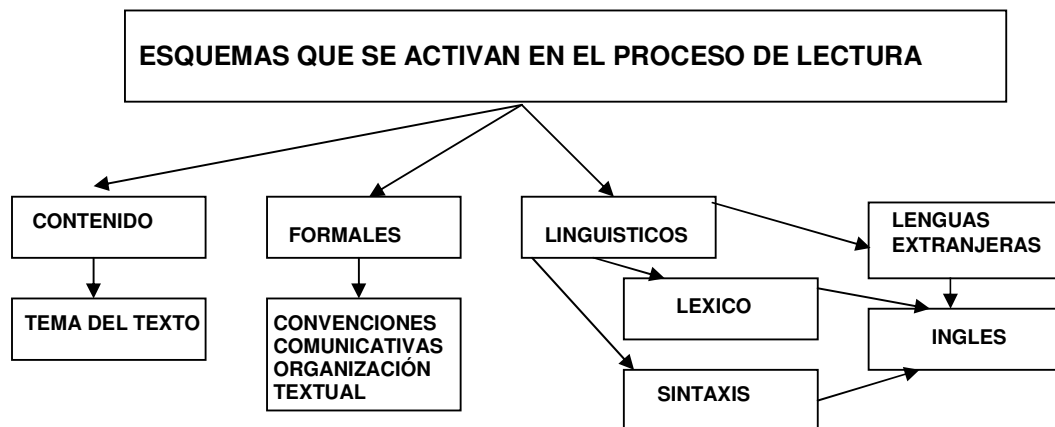 ESQUEMAS QUE SE ACTIVAN EN EL PROCESO DE LECTURA
CONTENIDO
FORMALES
LINGUISTICOS
LENGUAS
EXTRANJERAS
TEMA DEL TEXTO
CONVENCIONES
COMUNICATIVAS
ORGANIZACIÓN
TEXTUAL
LEXICO
INGLES
SINTAXIS